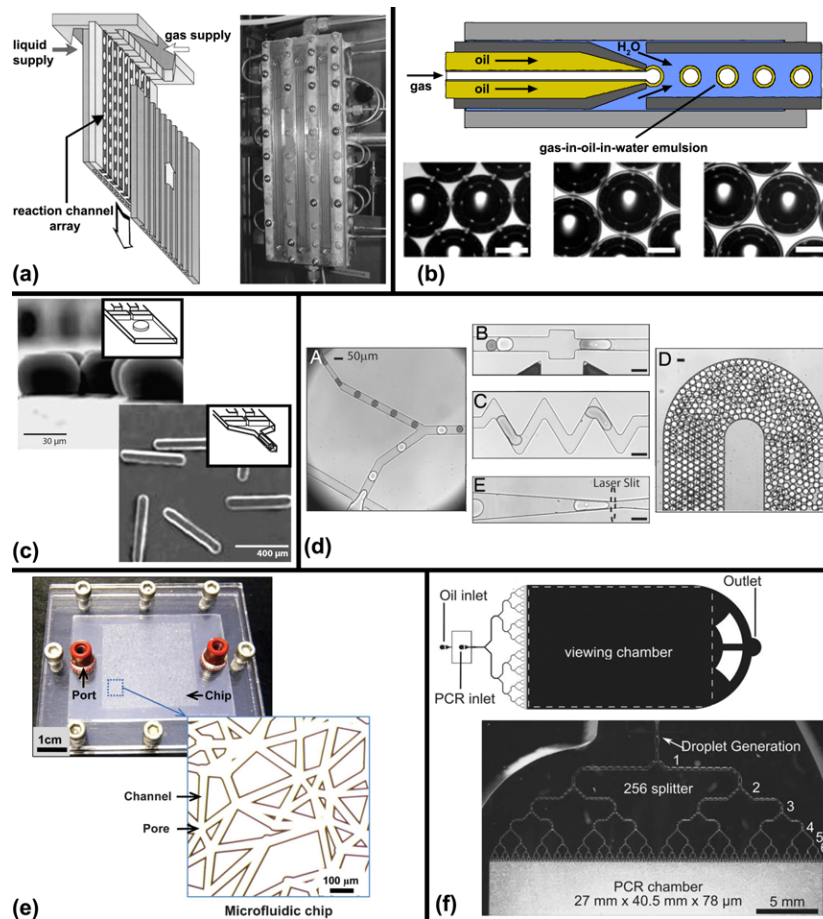 liquid
supply
gas supply
reaction channel
array
(a)
H₂O
oil
gas
oil
gas-in-oil-in-water emulsion
(b)
30 µm
400 µm
(c)
A
50µm
B
C
E
Laser Slit
D
(d)
Port
Chip
1cm
Channel
Pore
100 µm
Microfluidic chip
(e)
Oil inlet
Outlet
viewing chamber
PCR inlet
Droplet Generation
1
256 splitter
2
3
4
5
6
PCR chamber
27 mm x 40.5 mm x 78 µm
5 mm
(f)